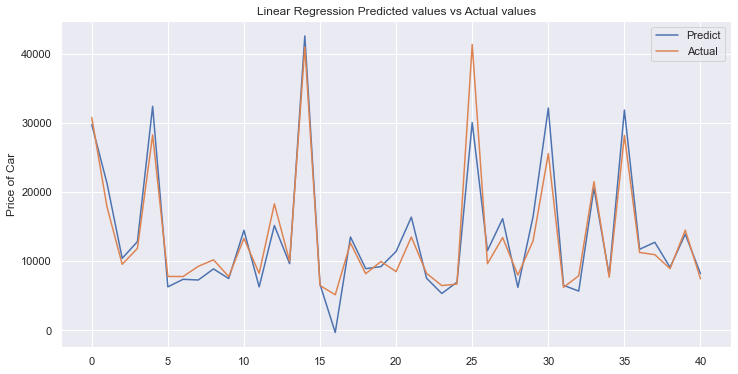 Linear Regression Predicted values vs Actual values
Predict
Actual
Price of Car
40000
30000
20000
10000
0
0 5 10 15 20 25 30 35 40